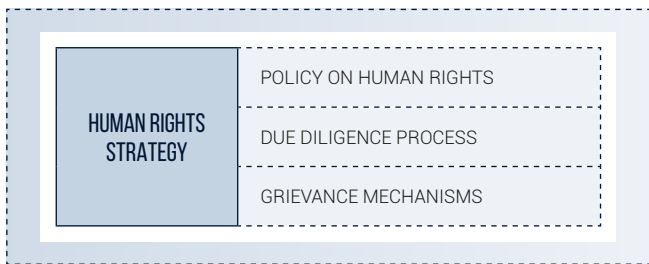 HUMAN RIGHTS
STRATEGY
POLICY ON HUMAN RIGHTS
DUE DILIGENCE PROCESS
GRIEVANCE MECHANISMS